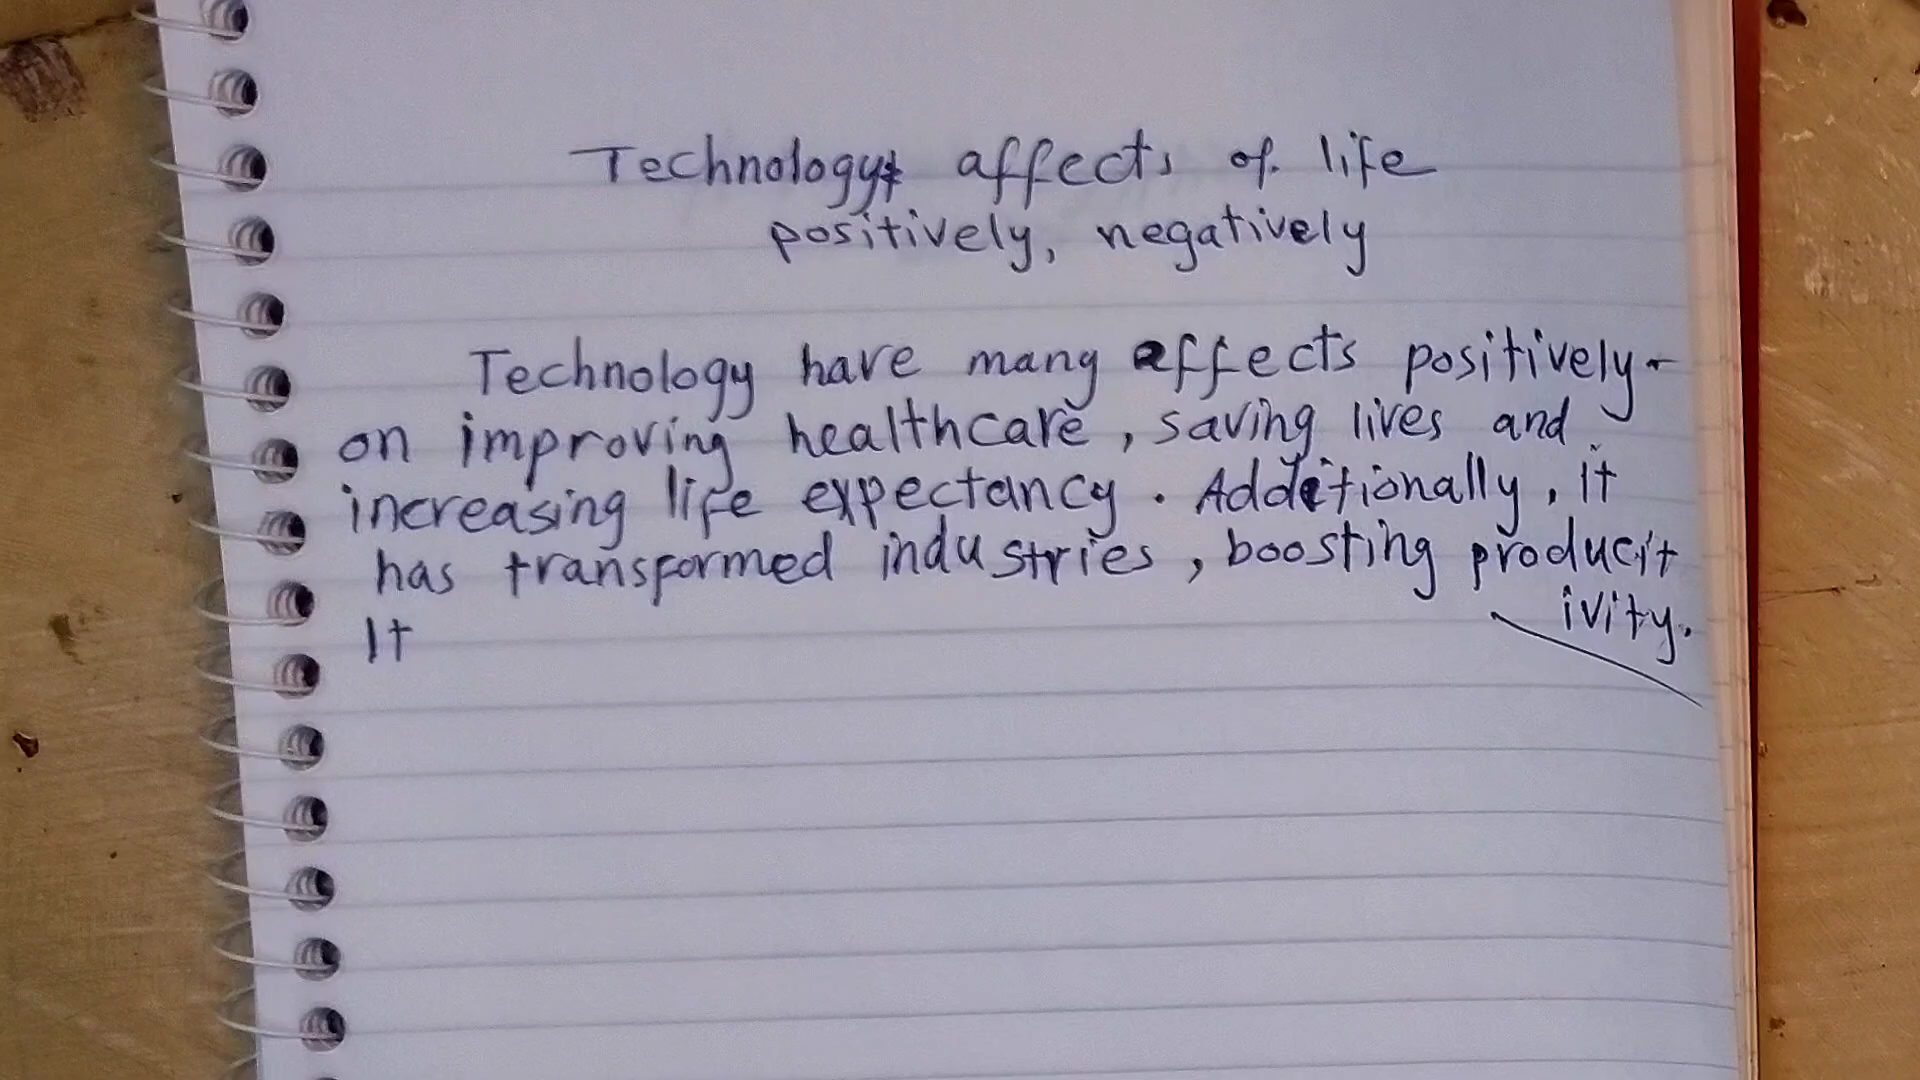 Technology affects of life
positively, negatively
Technology have many effects positively
on improving healthcare, saving lives and
increasing life expectancy. Additionally, it
has transformed industries, boosting product
ivity.
It